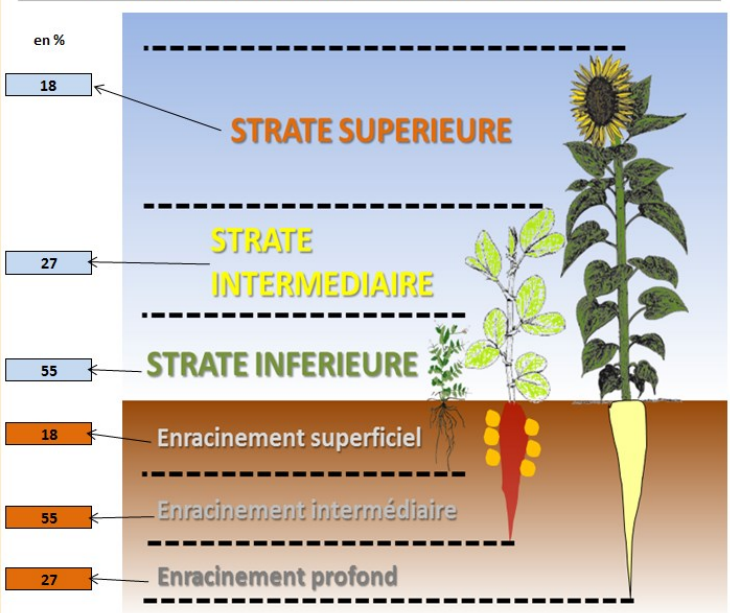 en %
18
STRATE SUPERIEURE
27
STRATE
INTERMEDIAIRE
55
STRATE INFERIEURE
18
Enracinement superficiel
55
Enracinement intermédiaire
27
Enracinement profond